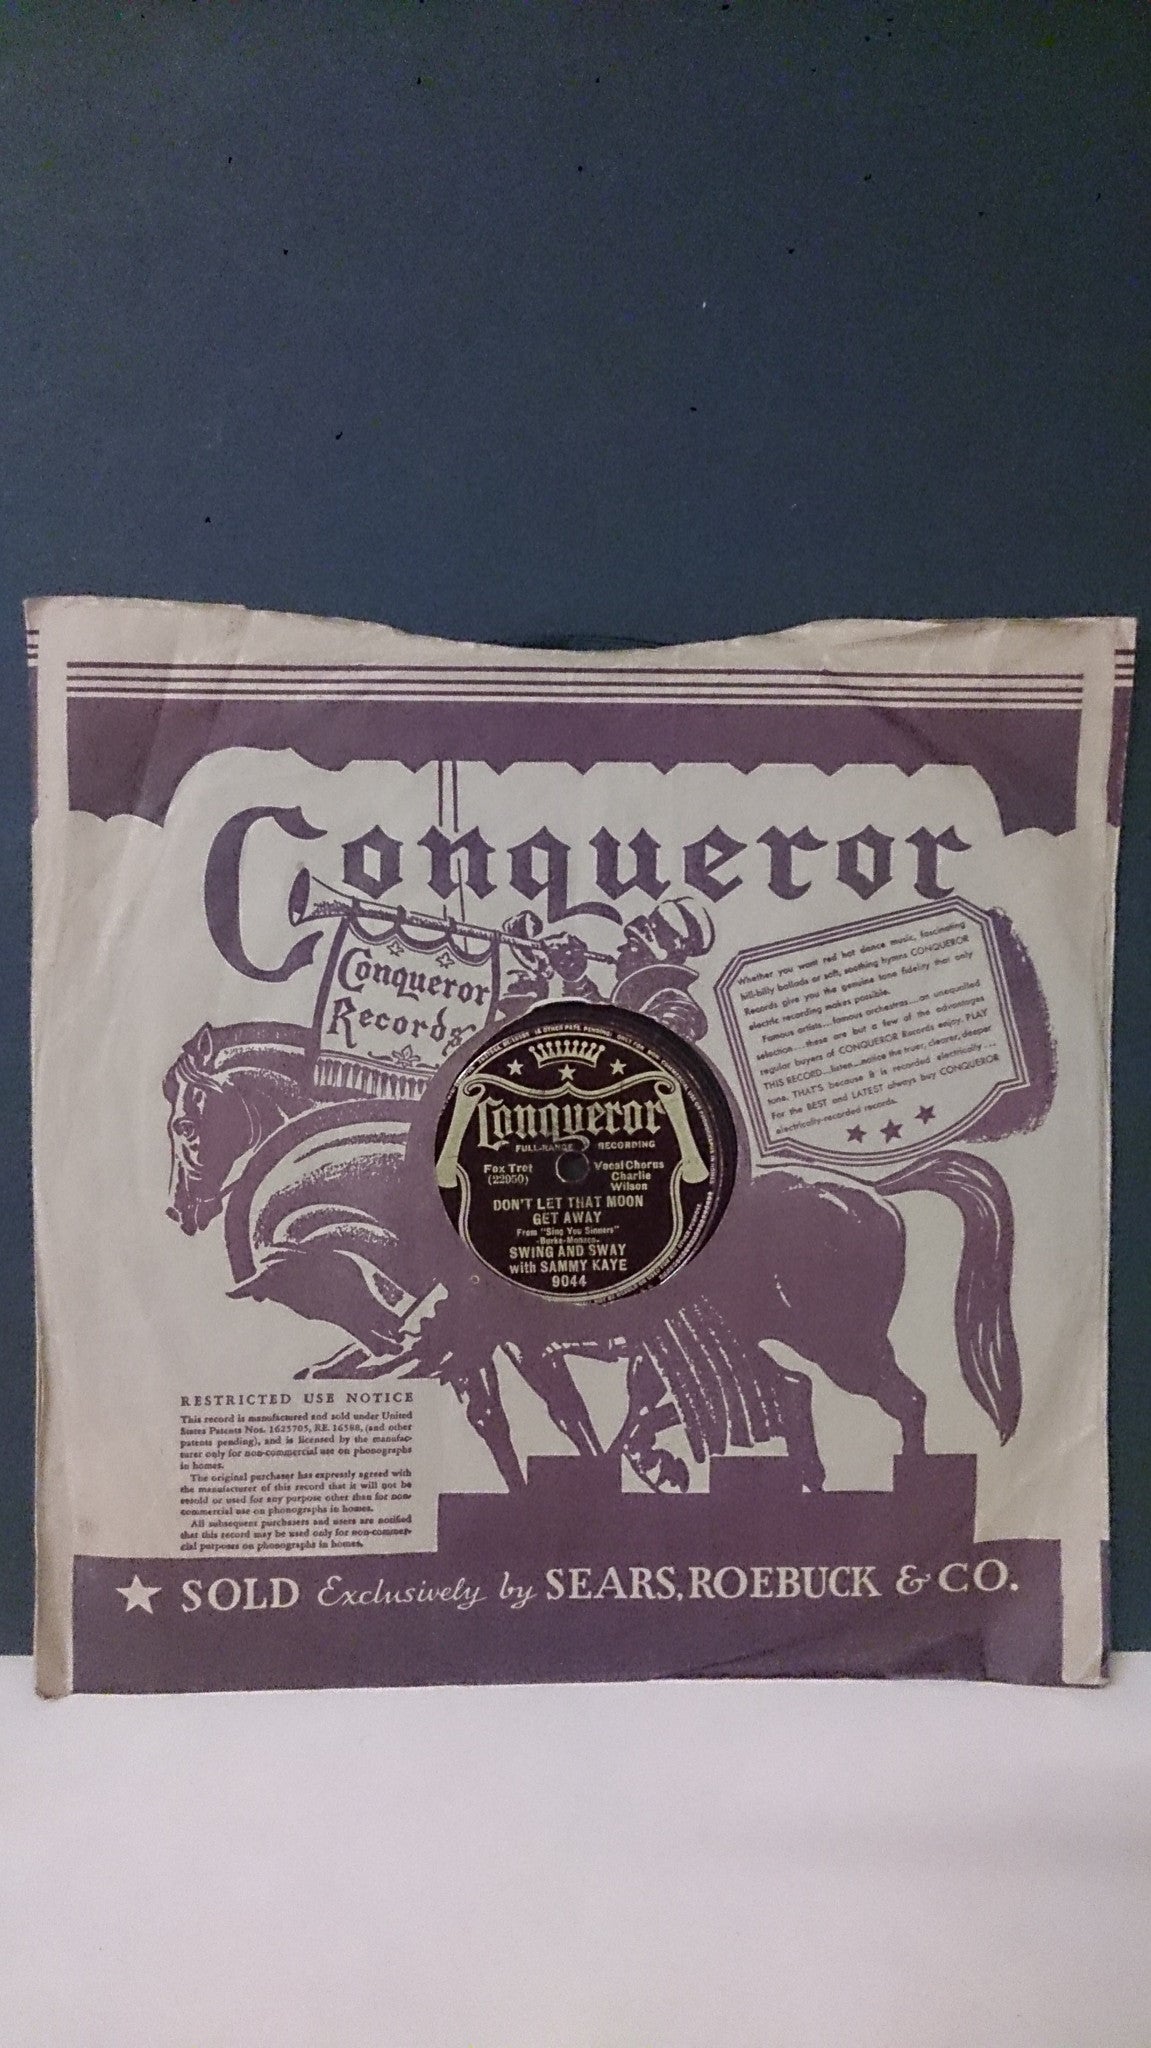 Conqueror
Conqueror
Records
Whether you want red hot dance music, fascinating
hill-billy ballads or soft, soothing hymns CONQUEROR
Records give you the genuine tone fidelity that only
electric recording makes possible.
Famous artists...famous orchestras...an unequalled
selection...these are but a few of the advantages
regular buyers of CONQUEROR Records enjoy. PLAY
THIS RECORD...listen...notice the truer, clearer, deeper
tone. THAT'S because it is recorded electrically...
For the BEST and LATEST always buy CONQUEROR
electrically-recorded records.
Conqueror
FULL-RANGE RECORDING
Fox Trot
(22950)
Vocal Chorus
Charlie
Wilson
DON'T LET THAT MOON
GET AWAY
From "Sing You Sinners"
-Burke-Monaco-
SWING AND SWAY
with SAMMY KAYE
9044
RESTRICTED USE NOTICE
This record is manufactured and sold under United
States Patents Nos. 1625705, RE. 16588, (and other
patents pending), and is licensed by the manufac-
turer only for non-commercial use on phonographs
in homes.
The original purchaser has expressly agreed with
the manufacturer of this record that it will not be
resold or used for any purpose other than for non-
commercial use on phonographs in homes.
All subsequent purchasers and users are notified
that this record may be used only for non-commer-
cial purposes on phonographs in homes.
SOLD Exclusively by SEARS, ROEBUCK & CO.